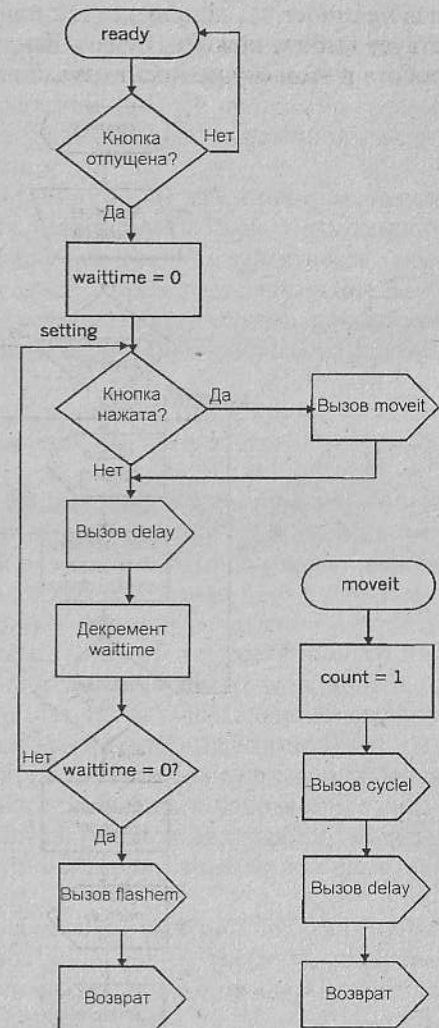 ready
Кнопка
отпущена?
Нет
Да
waittime = 0
setting
Кнопка
нажата?
Да
Вызов moveit
Нет
Вызов delay
Декремент
waittime
waittime = 0?
Нет
Да
Вызов flashem
Возврат
moveit
count = 1
Вызов cyclel
Вызов delay
Возврат